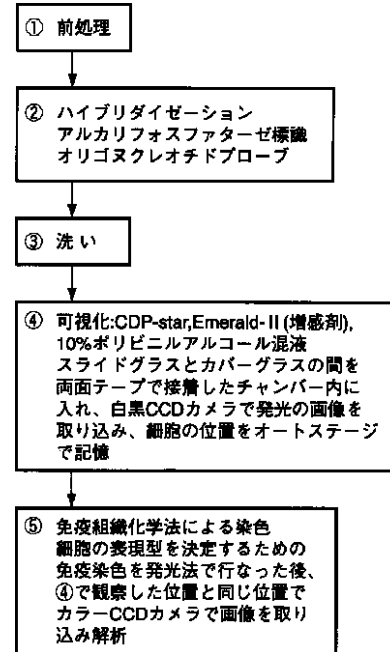 ① 前処理
② ハイブリダイゼーション
アルカリフォスファターゼ標識
オリゴヌクレオチドプローブ
③ 洗い
④ 可視化:CDP-star,Emerald-II(増感剤),
10%ポリビニルアルコール混液
スライドグラスとカバーグラスの間を
両面テープで接着したチャンバー内に
入れ、白黒CCDカメラで発光の画像を
取り込み、細胞の位置をオートステージ
で記憶
⑤ 免疫組織化学法による染色
細胞の表現型を決定するための
免疫染色を発光法で行なった後、
④で観察した位置と同じ位置で
カラーCCDカメラで画像を取り
込み解析